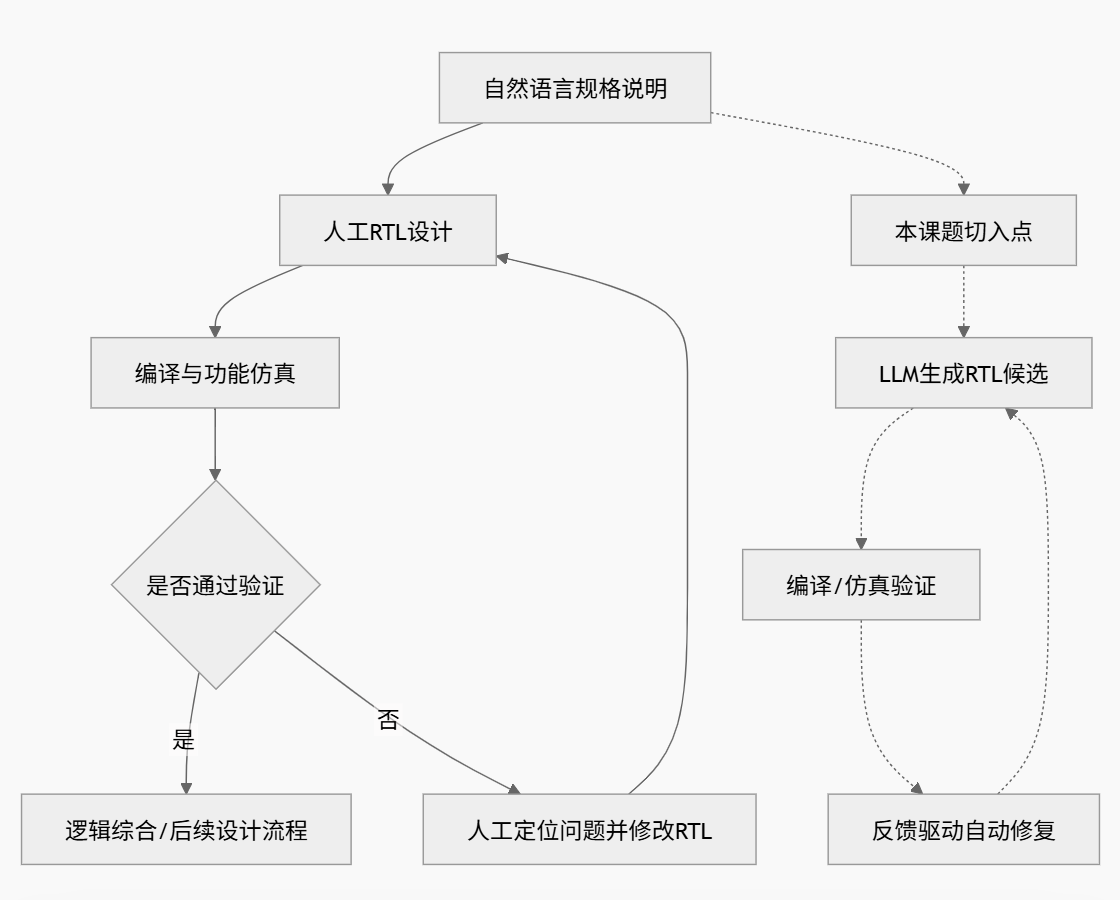 自然语言规格说明
人工RTL设计
本课题切入点
编译与功能仿真
LLM生成RTL候选
是否通过验证
编译/仿真验证
否
是
逻辑综合/后续设计流程
人工定位问题并修改RTL
反馈驱动自动修复